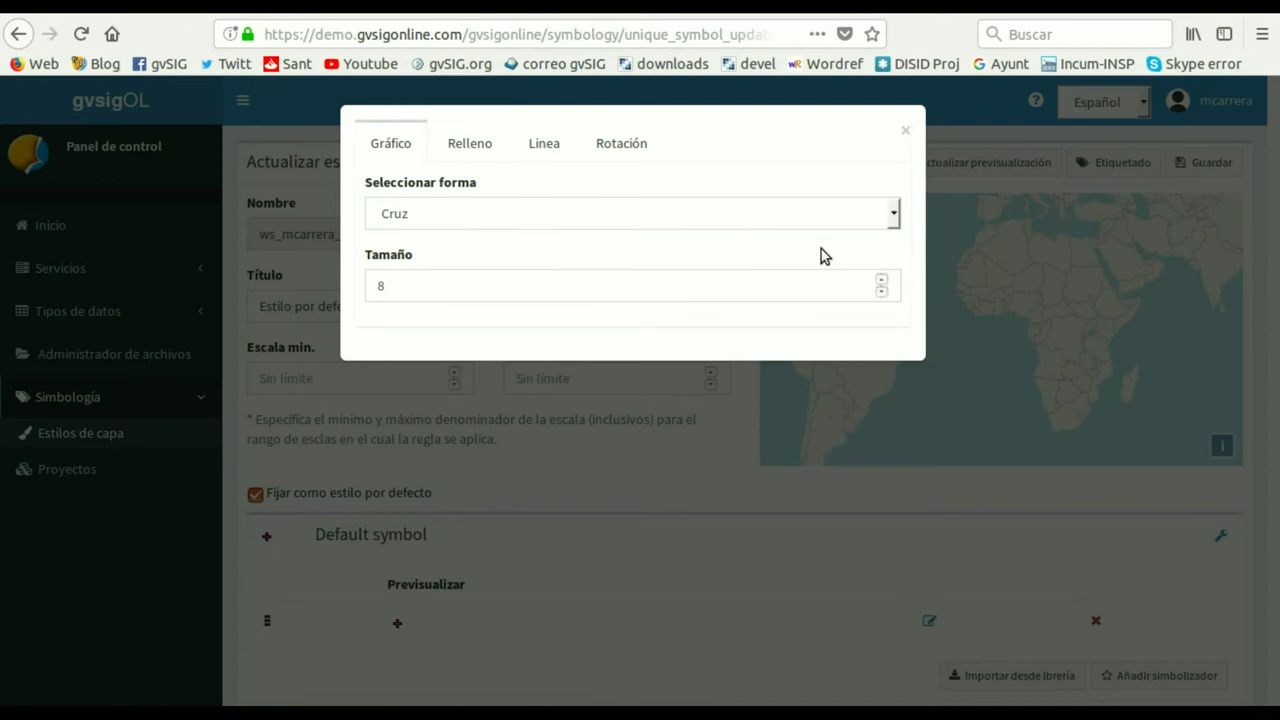 https://demo.gvsigonline.com/gvsigonline/symbology/unique_symbol_updat
Buscar
Web Blog gvSIG Twitt Sant Youtube gvSIG.org correo gvSIG downloads devel Wordref DISID Proj Ayunt Incum-INSP Skype error
gvsigOL
Español
mcarrera
Panel de control
Inicio
Servicios
Tipos de datos
Administrador de archivos
Simbología
Estilos de capa
Proyectos
Gráfico Relleno Linea Rotación
×
Seleccionar forma
Cruz
Tamaño
8
Actualizar es
ctualizar previsualización Etiquetado Guardar
Nombre
ws_mcarrera_
Título
Estilo por defe
Escala min.
Sin límite Sin límite
* Especifíca el mínimo y máximo denominador de la escala (inclusivos) para el
rango de esclas en el cual la regla se aplica.
i
Fijar como estilo por defecto
Default symbol
Previsualizar
Importar desde lbrería Añadir simbolizador